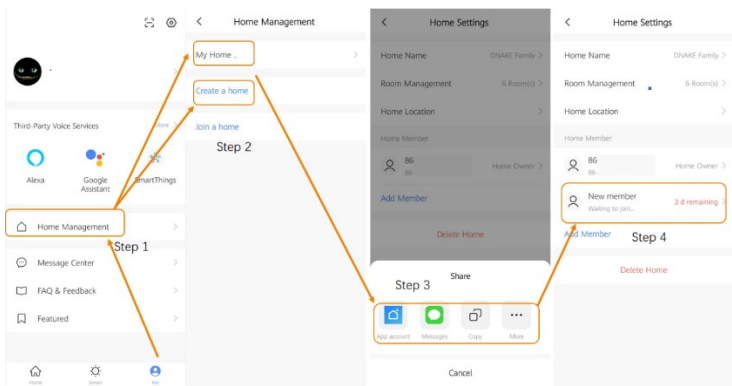 Third-Party Voice Services
More
Alexa
Google
Assistant
SmartThings
Home Management
Step 1
Message Center
FAQ & Feedback
Featured
Home
Smart
Me
Home Management
My Home ..
Create a home
Join a home
Step 2
Home Settings
Home Name
DNAKE Family
Room Management
6 Room(s)
Home Location
Home Member
86
86-
Home Owner
Add Member
Delete Home
Share
Step 3
App account
Messages
Copy
More
Cancel
Home Settings
Home Name
DNAKE Family
Room Management
6 Room(s)
Home Location
Home Member
86
86-
Home Owner
New member
Waiting to join...
3 d remaining
Add Member
Step 4
Delete Home